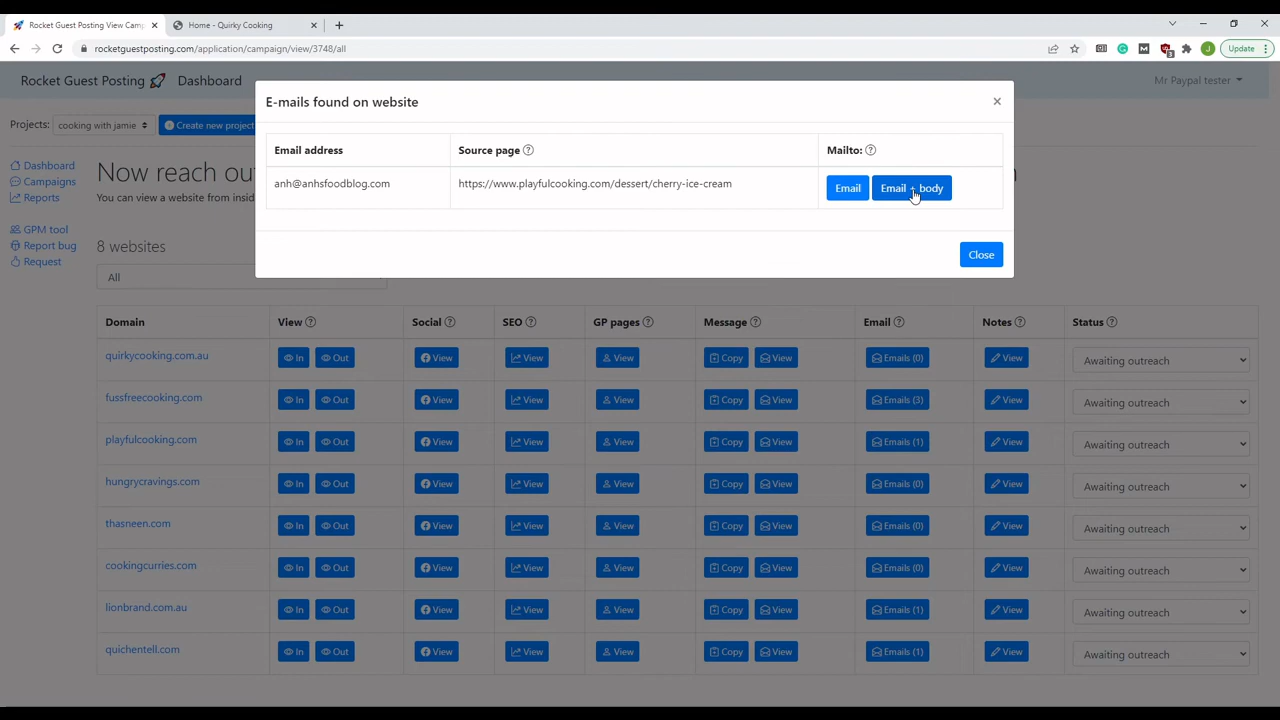 Rocket Guest Posting View Camp
Home - Quirky Cooking
rocketguestposting.com/application/campaign/view/3748/all
J
Update
Rocket Guest Posting
Dashboard
Mr Paypal tester
E-mails found on website
Email address
Source page
Mailto:
anh@anhsfoodblog.com
https://www.playfulcooking.com/dessert/cherry-ice-cream
Email
Email + body
Close
Projects:
cooking with jamie
Create new project
Dashboard
Campaigns
Reports
GPM tool
Report bug
Request
Now reach ou
You can view a website from insid
8 websites
All
Domain View Social SEO GP pages Message Email Notes Status
quirkycooking.com.au In Out View View View Copy View Emails (0) View Awaiting outreach
fussfreecooking.com In Out View View View Copy View Emails (3) View Awaiting outreach
playfulcooking.com In Out View View View Copy View Emails (1) View Awaiting outreach
hungrycravings.com In Out View View View Copy View Emails (0) View Awaiting outreach
thasneen.com In Out View View View Copy View Emails (0) View Awaiting outreach
cookingcurries.com In Out View View View Copy View Emails (0) View Awaiting outreach
lionbrand.com.au In Out View View View Copy View Emails (1) View Awaiting outreach
quichentell.com In Out View View View Copy View Emails (1) View Awaiting outreach